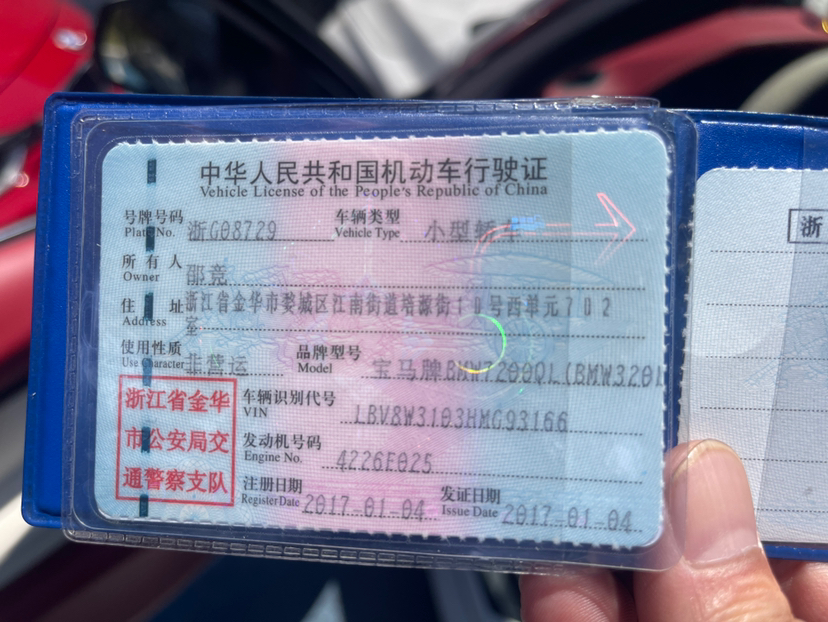 中华人民共和国机动车行驶证
Vehicle License of the People's Republic of China
号牌号码 浙G08729 车辆类型 小型轿车
Plate No. Vehicle Type
所有人 邵竞
Owner
住址 浙江省金华市婺城区江南街道培源街10号西单元702
Address 室
使用性质 非营运 品牌型号 宝马牌BMW7200QL(BMW320L
Use Character Model
浙江省金华
市公安局交
通警察支队
车辆识别代号
VIN LBV8W3103HMG93166
发动机号码
Engine No. 4226F025
注册日期 发证日期
Register Date 2017-01-04 Issue Date 2017-01-04
浙